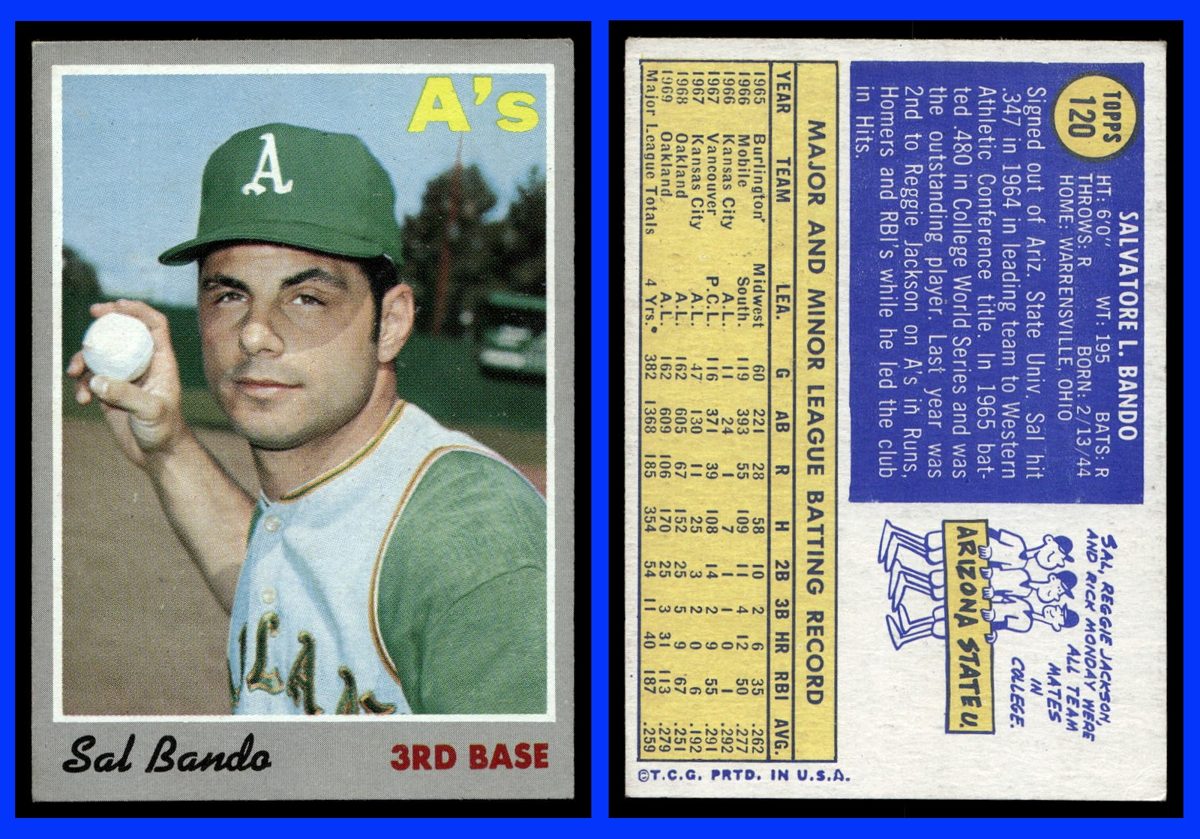 A's
A
LA
Sal Bando
3RD BASE
TOPPS
120
SALVATORE L. BANDO
HT: 6'0" WT: 195 BATS: R
THROWS: R BORN: 2/13/44
HOME: WARRENSVILLE, OHIO
Signed out of Ariz. State Univ. Sal hit
.347 in 1964 in leading team to Western
Athletic Conference title. In 1965 bat-
ted .480 in College World Series and was
the outstanding player. Last year was
2nd to Reggie Jackson on A's in Runs,
Homers and RBI's while he led the club
in Hits.
SAL, REGGIE JACKSON,
AND RICK MONDAY WERE
ALL TEAM
MATES
IN
COLLEGE.
ARIZONA STATE U.
MAJOR AND MINOR LEAGUE BATTING RECORD
YEAR TEAM LEA. G AB R H 2B 3B HR RBI AVG.
1965 Burlington Midwest 60 221 28 58 10 2 6 35 .262
1966 Mobile South. 119 393 55 109 11 4 12 50 .277
1966 Kansas City A.L. 11 24 1 7 1 1 0 1 .292
1967 Vancouver P.C.L. 116 371 39 108 14 2 9 55 .291
1967 Kansas City A.L. 47 130 11 25 3 2 0 6 .192
1968 Oakland A.L. 162 605 67 152 25 5 9 67 .251
1969 Oakland A.L. 162 609 106 170 25 3 31 113 .279
Major League Totals 4 Yrs. 382 1368 185 354 54 11 40 187 .259
©T.C.G. PRTD. IN U.S.A.